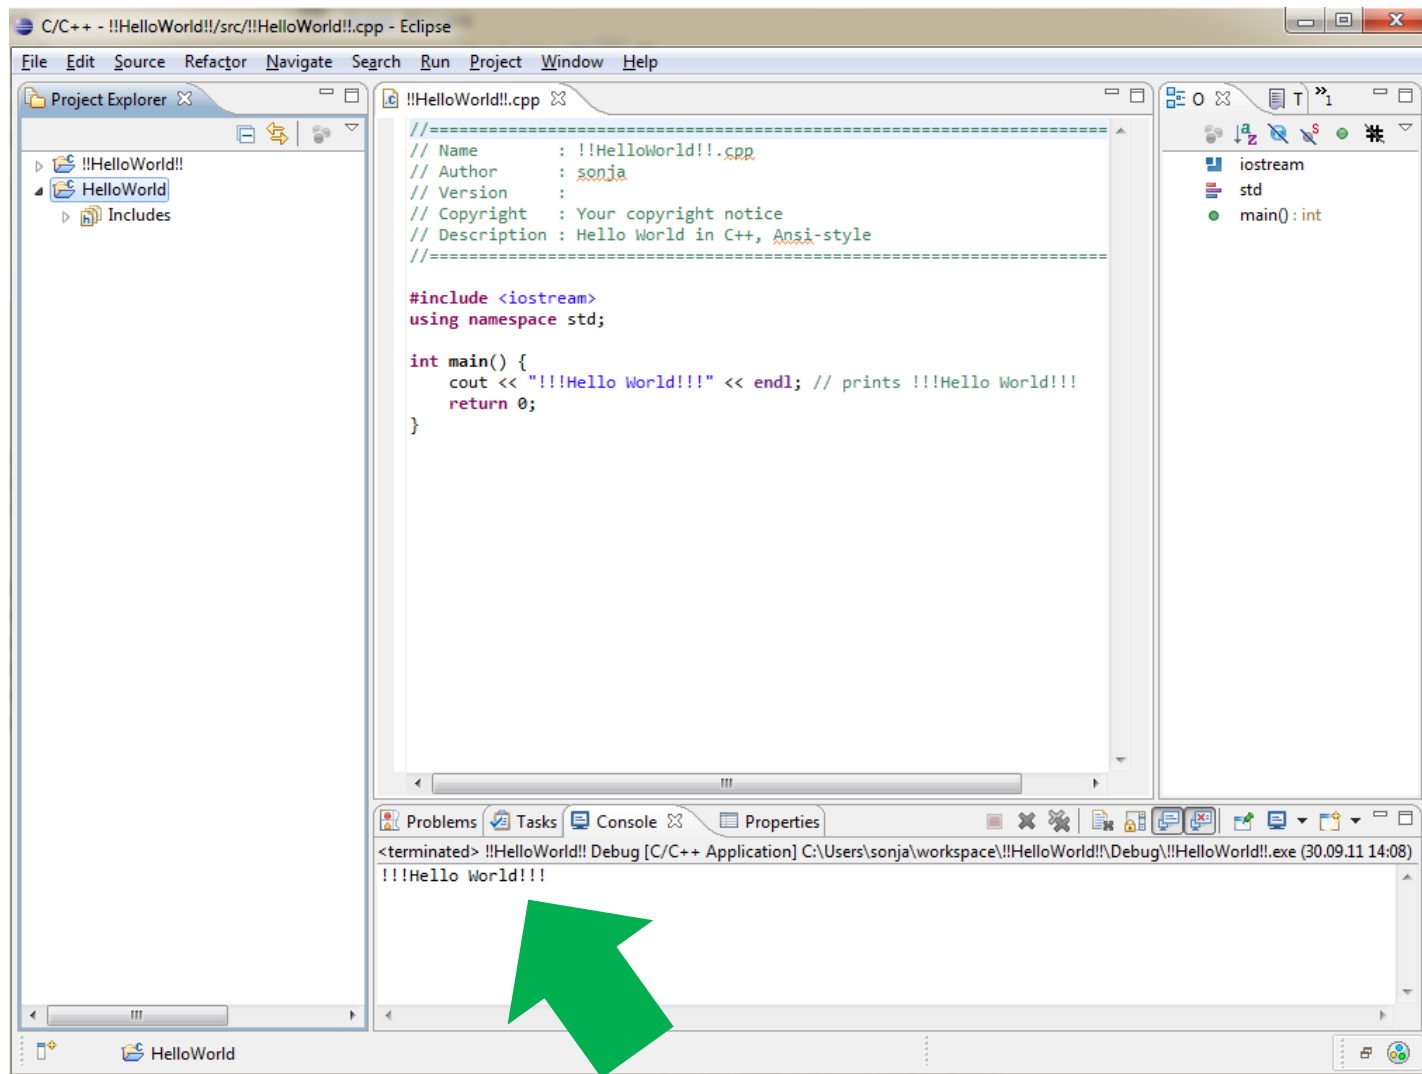 C/C++ - !!HelloWorld!!/src/!!HelloWorld!!.cpp - Eclipse
File Edit Source Refactor Navigate Search Run Project Window Help
Project Explorer
!!HelloWorld!!
HelloWorld
Includes
!!HelloWorld!!.cpp
//=====================================================================
// Name        : !!HelloWorld!!.cpp
// Author      : sonja
// Version     :
// Copyright   : Your copyright notice
// Description : Hello World in C++, Ansi-style
//=====================================================================
#include <iostream>
using namespace std;
int main() {
    cout << "!!!Hello World!!!" << endl; // prints !!!Hello World!!!
    return 0;
}
O T »1
iostream
std
main() : int
Problems Tasks Console Properties
<terminated> !!HelloWorld!! Debug [C/C++ Application] C:\Users\sonja\workspace\!!HelloWorld!!\Debug\!!HelloWorld!!.exe (30.09.11 14:08)
!!!Hello World!!!
HelloWorld